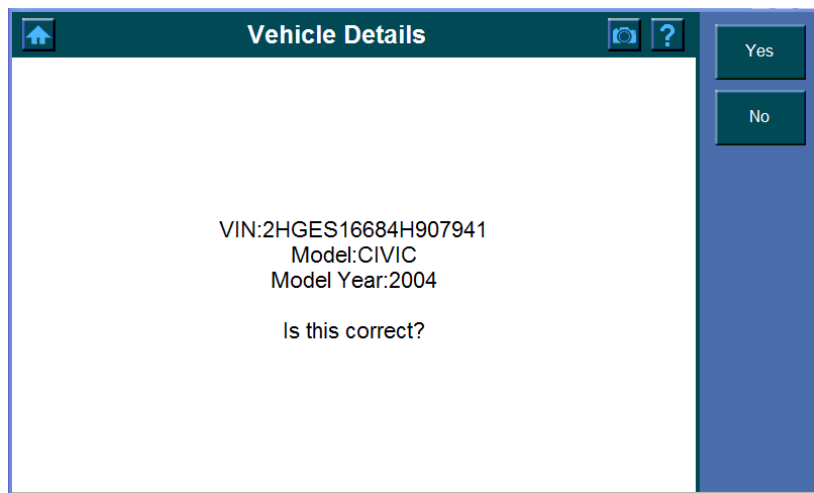 Vehicle Details
?
Yes
No
VIN:2HGES16684H907941
Model:CIVIC
Model Year:2004
Is this correct?